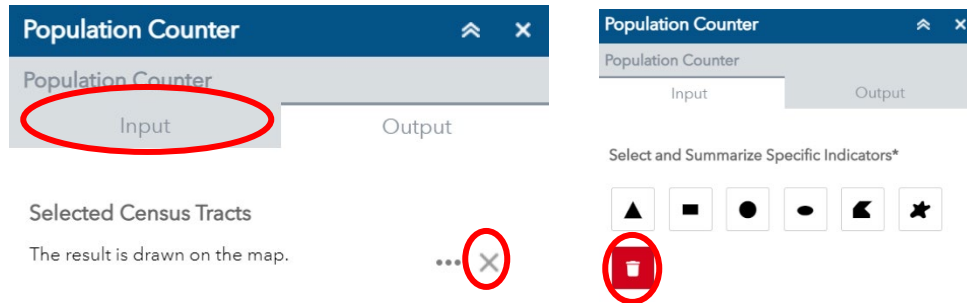 Population Counter
Population Counter
Input Output
Selected Census Tracts
The result is drawn on the map.
Population Counter
Population Counter
Input Output
Select and Summarize Specific Indicators*